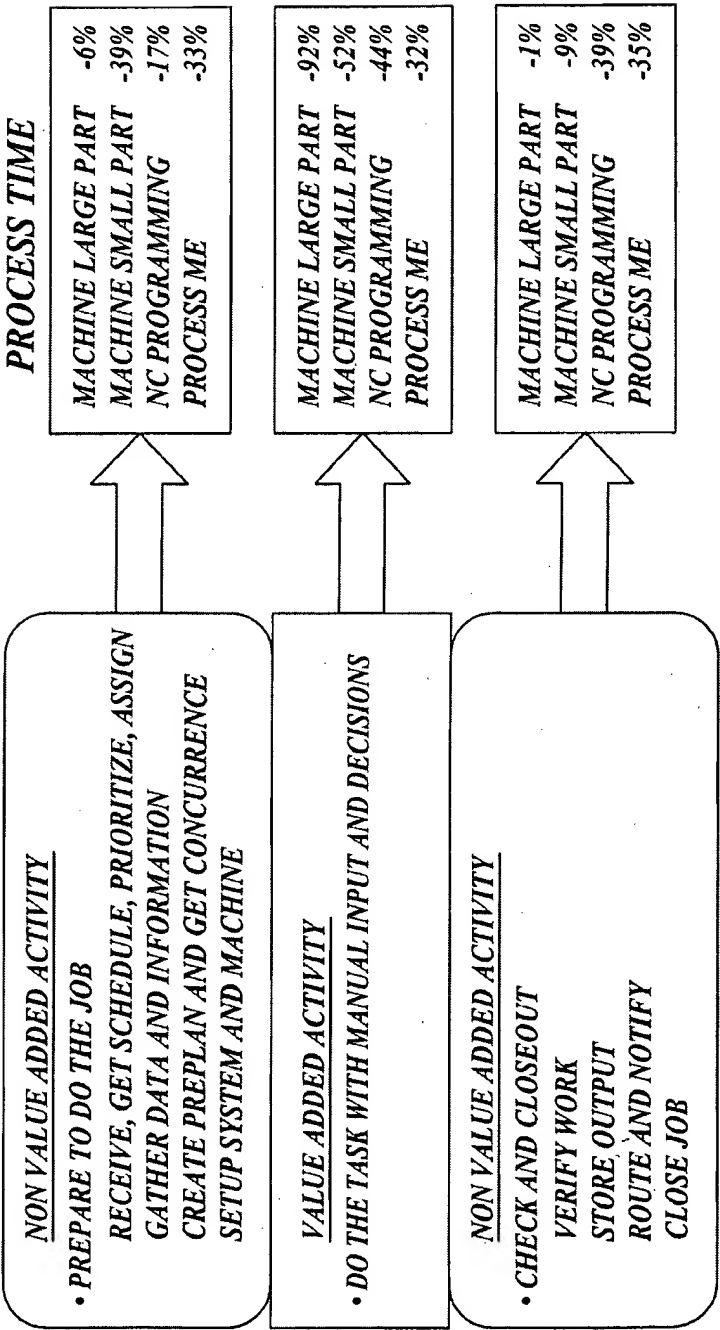 PROCESS TIME
NON VALUE ADDED ACTIVITY
• PREPARE TO DO THE JOB
RECEIVE, GET SCHEDULE, PRIORITIZE, ASSIGN
GATHER DATA AND INFORMATION
CREATE PREPLAN AND GET CONCURRENCE
SETUP SYSTEM AND MACHINE
MACHINE LARGE PART -6%
MACHINE SMALL PART -39%
NC PROGRAMMING -17%
PROCESS ME -33%
VALUE ADDED ACTIVITY
• DO THE TASK WITH MANUAL INPUT AND DECISIONS
MACHINE LARGE PART -92%
MACHINE SMALL PART -52%
NC PROGRAMMING -44%
PROCESS ME -32%
NON VALUE ADDED ACTIVITY
• CHECK AND CLOSEOUT
VERIFY WORK
STORE OUTPUT
ROUTE AND NOTIFY
CLOSE JOB
MACHINE LARGE PART -1%
MACHINE SMALL PART -9%
NC PROGRAMMING -39%
PROCESS ME -35%